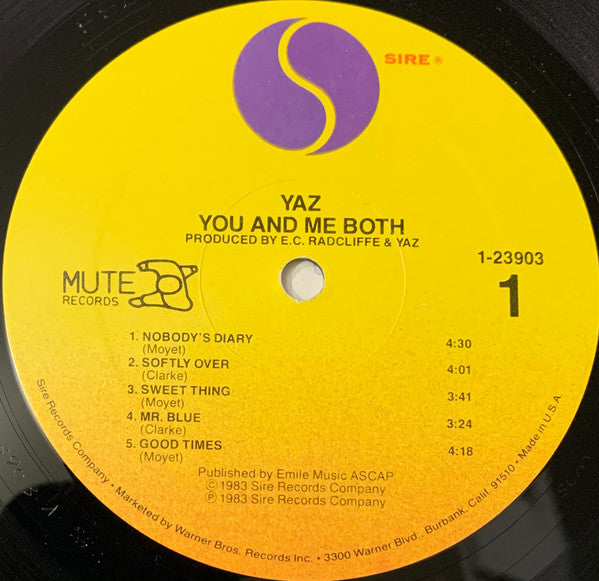 SIRE®
YAZ
YOU AND ME BOTH
PRODUCED BY E.C. RADCLIFFE & YAZ
1-23903
1
MUTE
RECORDS
1. NOBODY'S DIARY 4:30
(Moyet)
2. SOFTLY OVER 4:01
(Clarke)
3. SWEET THING 3:41
(Moyet)
4. MR. BLUE 3:24
(Clarke)
5. GOOD TIMES 4:18
(Moyet)
Published by Emile Music ASCAP
Ⓒ 1983 Sire Records Company
Ⓟ 1983 Sire Records Company
Sire Records Company • Marketed by Warner Bros. Records Inc. • 3300 Warner Blvd., Burbank, Calif. 91510 • Made in U.S.A.